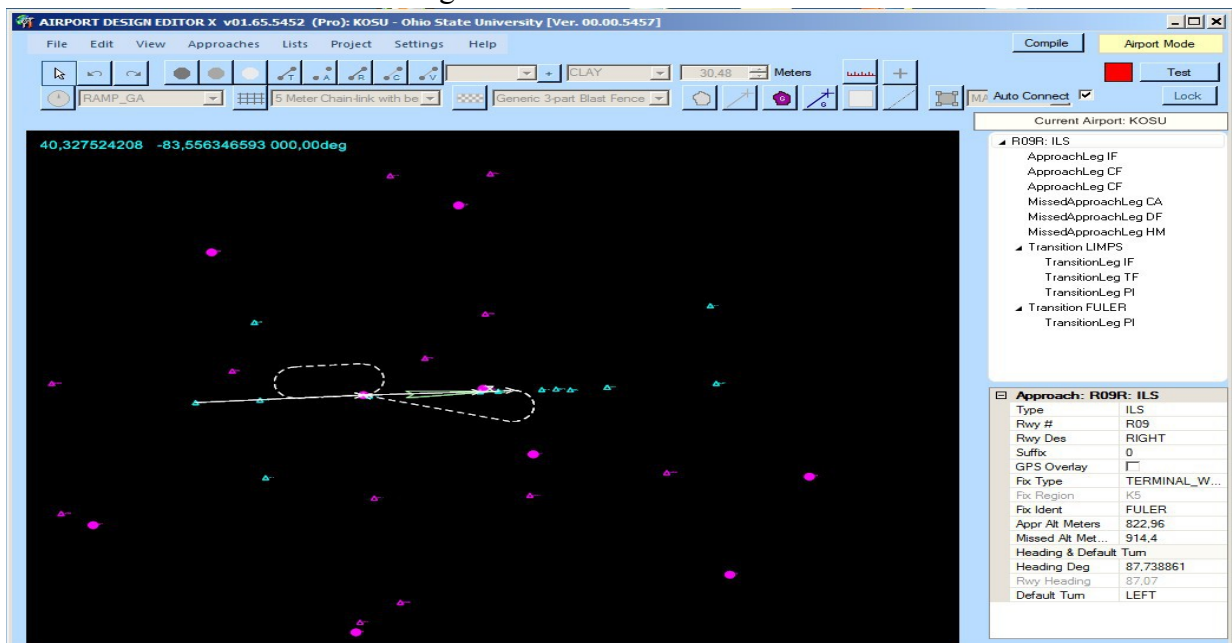 AIRPORT DESIGN EDITOR X v01.65.5452 (Pro): KOSU - Ohio State University [Ver. 00.00.5457]
File Edit View Approaches Lists Project Settings Help
Compile Airport Mode
T A R C V + CLAY 30,48 Meters Test
RAMP_GA 5 Meter Chain-link with be Generic 3-part Blast Fence G G MA Auto Connect Lock
Current Airport: KOSU
40,327524208 -83,556346593 000,00deg
R09R: ILS
ApproachLeg IF
ApproachLeg CF
ApproachLeg CF
MissedApproachLeg CA
MissedApproachLeg DF
MissedApproachLeg HM
Transition LIMPS
TransitionLeg IF
TransitionLeg TF
TransitionLeg PI
Transition FULER
TransitionLeg PI
Approach: R09R: ILS
Type ILS
Rwy # R09
Rwy Des RIGHT
Suffix 0
GPS Overlay
Fix Type TERMINAL_W...
Fix Region K5
Fix Ident FULER
Appr Alt Meters 822,96
Missed Alt Met... 914,4
Heading & Default Turn
Heading Deg 87,738861
Rwy Heading 87,07
Default Turn LEFT